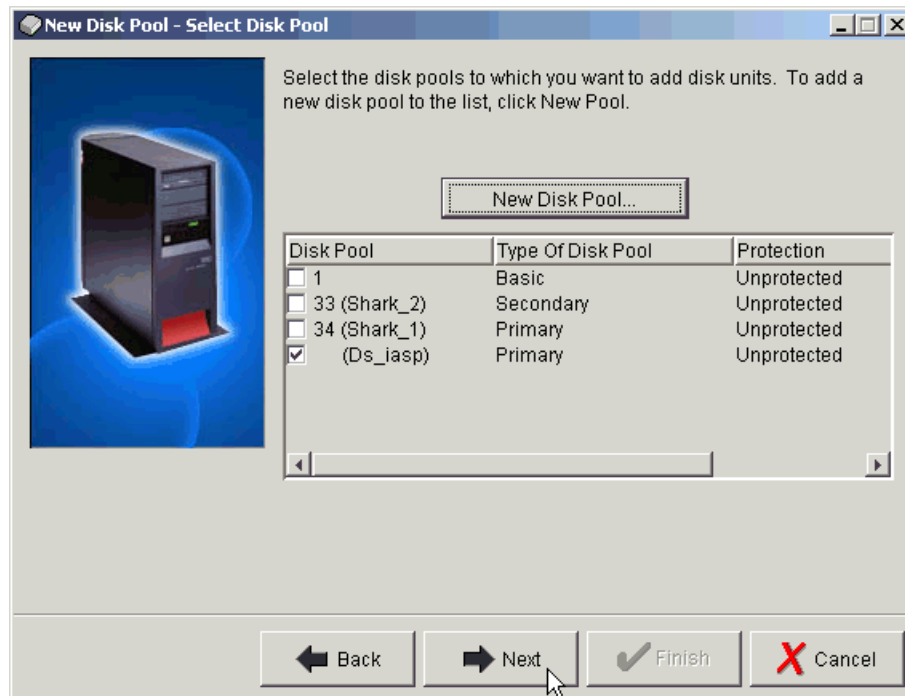 New Disk Pool - Select Disk Pool
Select the disk pools to which you want to add disk units. To add a
new disk pool to the list, click New Pool.
New Disk Pool...
Disk Pool Type Of Disk Pool Protection
1 Basic Unprotected
33 (Shark_2) Secondary Unprotected
34 (Shark_1) Primary Unprotected
(Ds_iasp) Primary Unprotected
Back Next Finish Cancel